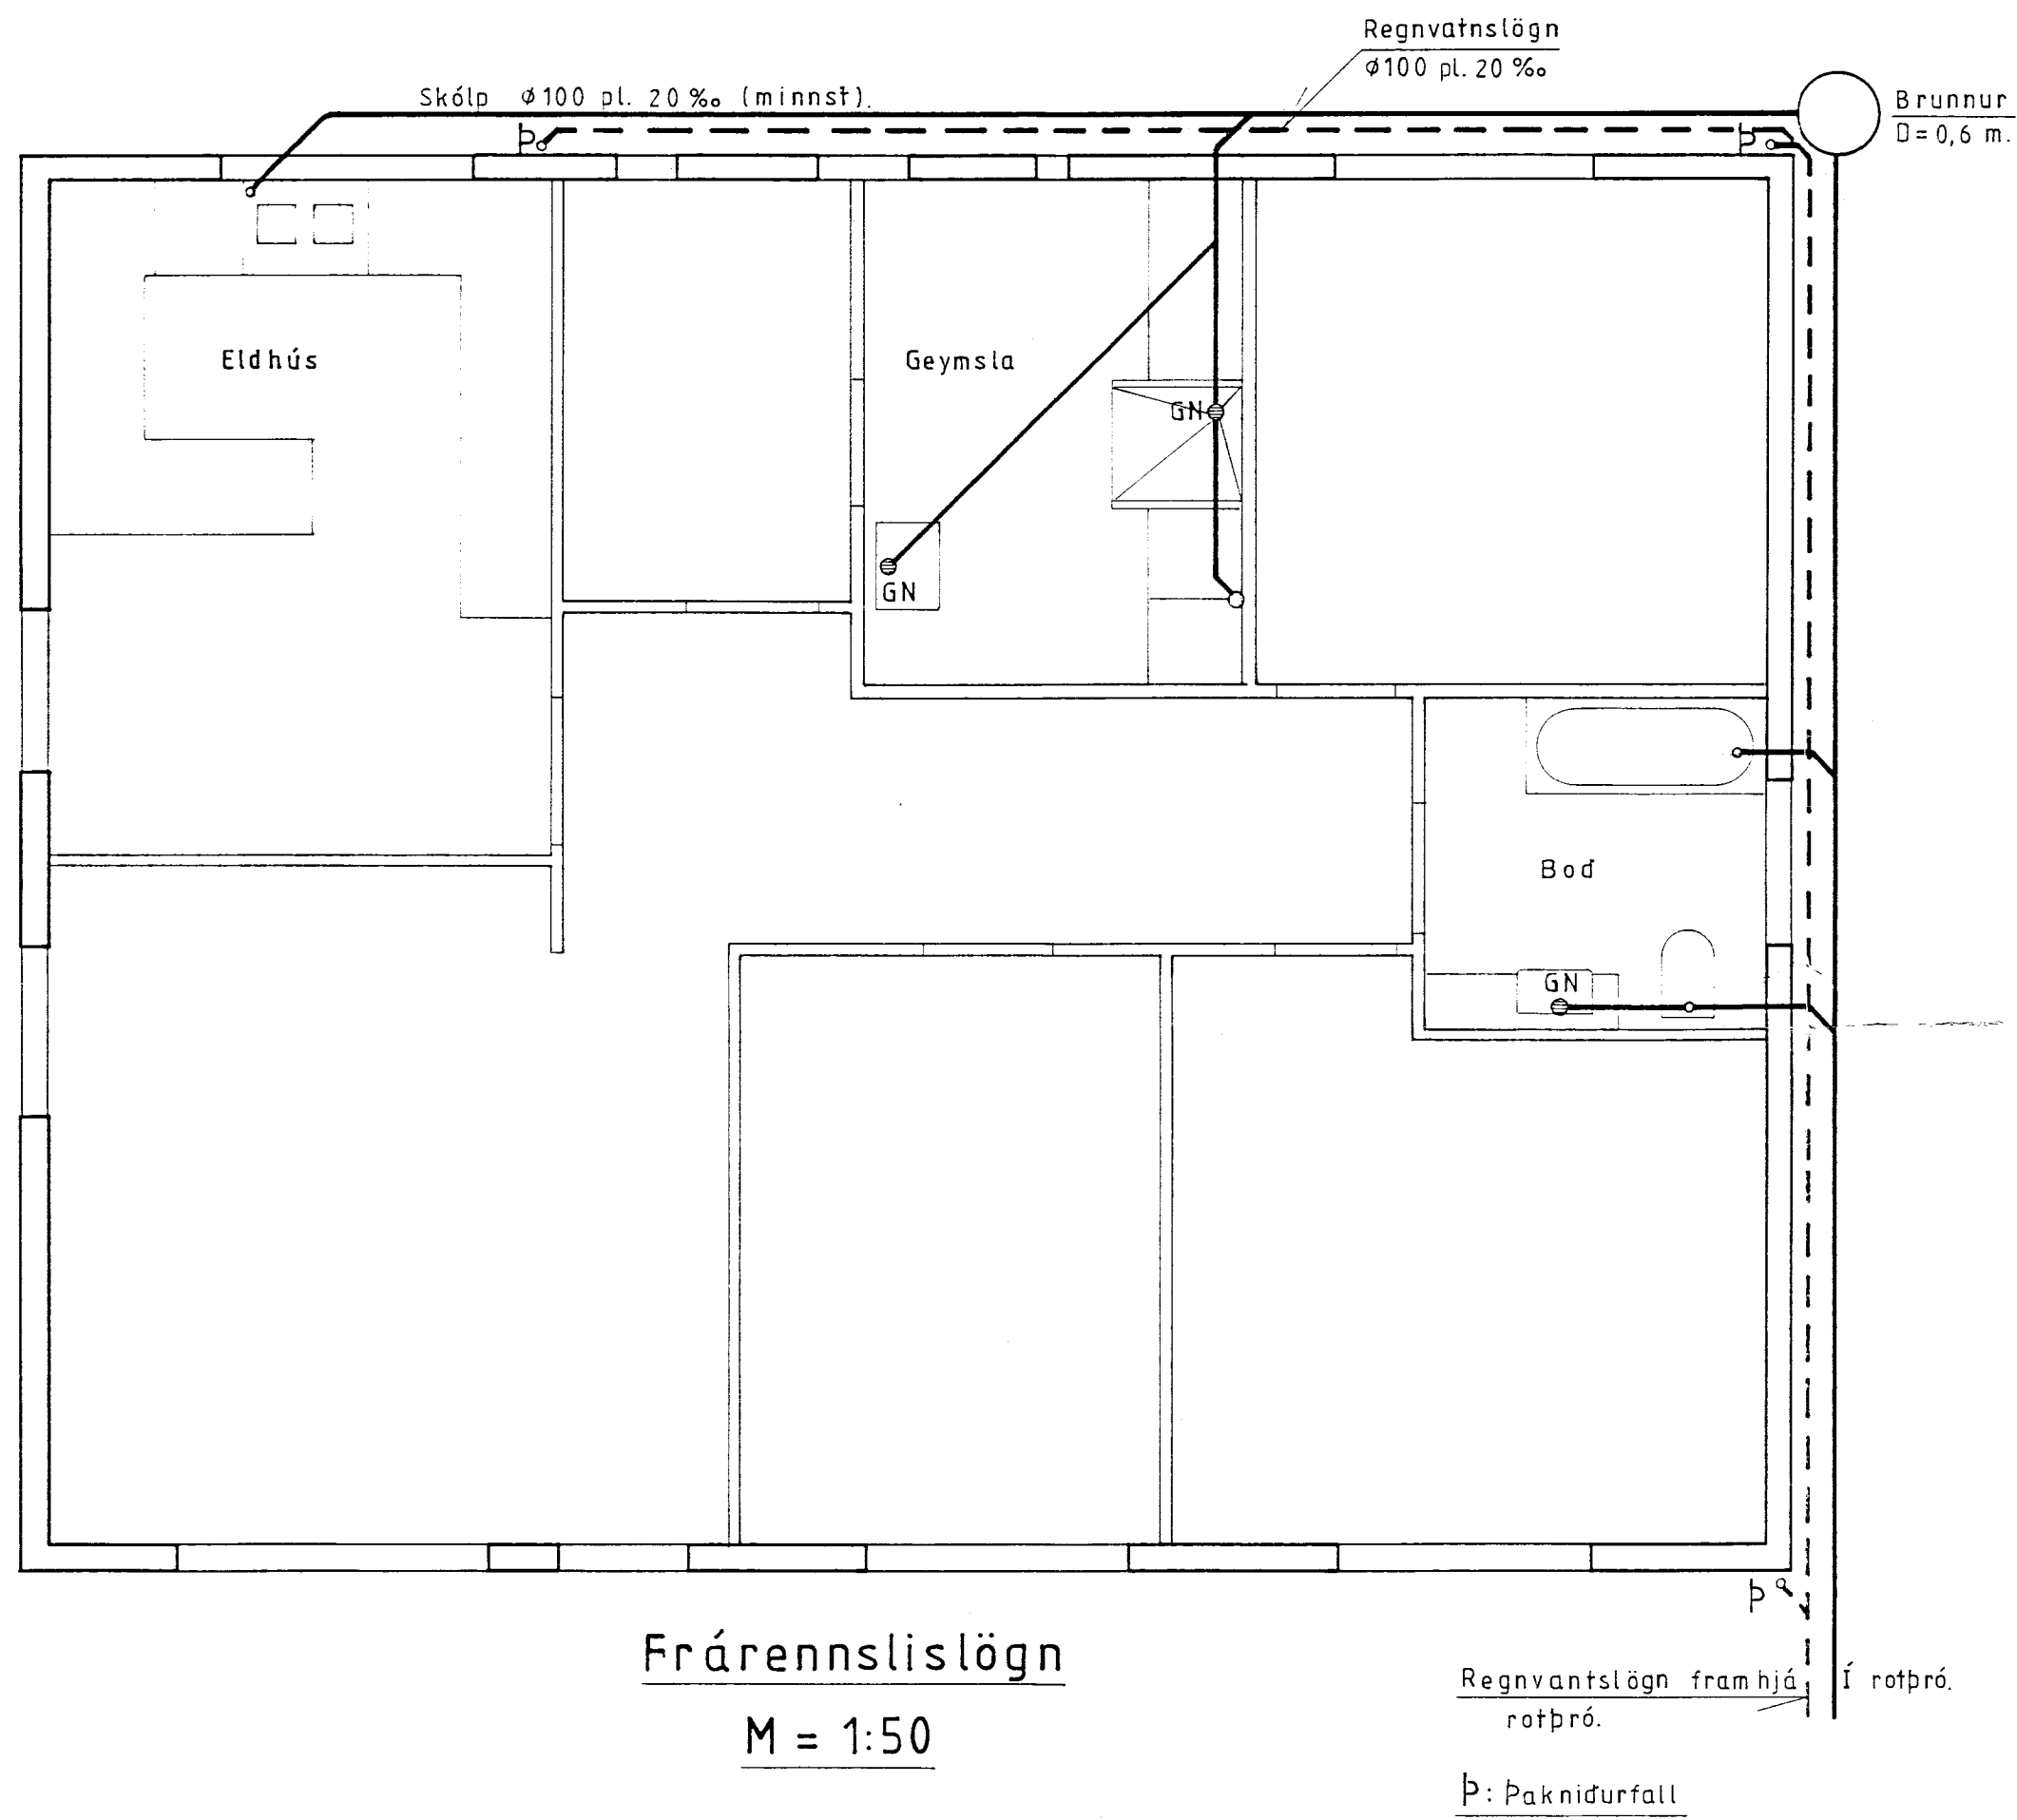 Regnvatnslögn
ø100 pl. 20 ‰
Skólp ø100 pl. 20 ‰ (minnst).
Brunnur
D= 0,6 m.
Þ
Þ
Eldhús
Geymsla
GN
GN
Bað
GN
Þ
Frárennslislögn
M = 1:50
Regnvantslögn framhjá
rotþró.
Í rotþró.
Þ: Þakniðurfall